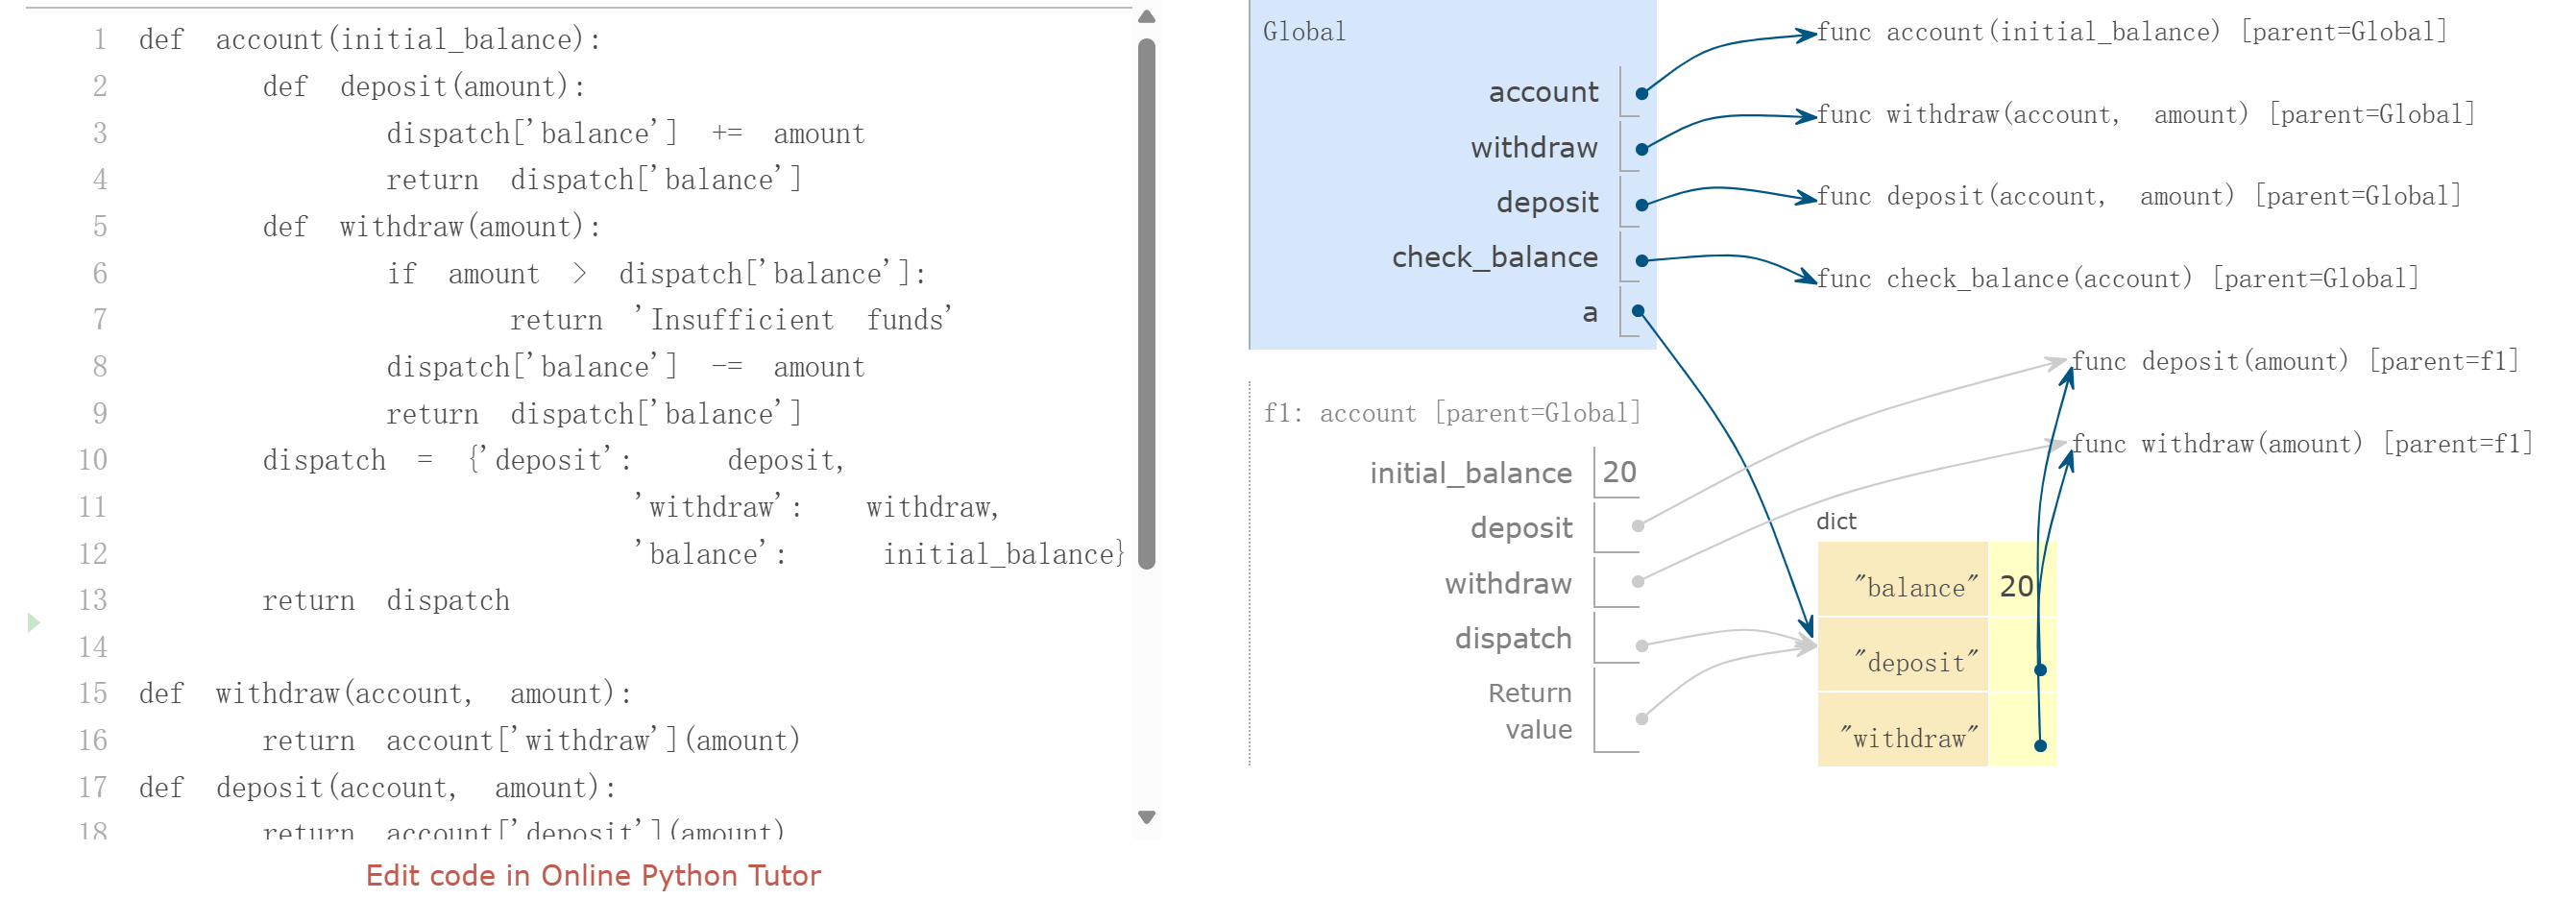 1 def account(initial_balance):
2 def deposit(amount):
3 dispatch['balance'] += amount
4 return dispatch['balance']
5 def withdraw(amount):
6 if amount > dispatch['balance']:
7 return 'Insufficient funds'
8 dispatch['balance'] -= amount
9 return dispatch['balance']
10 dispatch = {'deposit': deposit,
11 'withdraw': withdraw,
12 'balance': initial_balance}
13 return dispatch
14
15 def withdraw(account, amount):
16 return account['withdraw'](amount)
17 def deposit(account, amount):
18 return account['deposit'](amount)
Edit code in Online Python Tutor
Global
account
withdraw
deposit
check_balance
a
func account(initial_balance) [parent=Global]
func withdraw(account, amount) [parent=Global]
func deposit(account, amount) [parent=Global]
func check_balance(account) [parent=Global]
func deposit(amount) [parent=f1]
func withdraw(amount) [parent=f1]
f1: account [parent=Global]
initial_balance 20
deposit
withdraw
dispatch
Return
value
dict
"balance" 20
"deposit"
"withdraw"